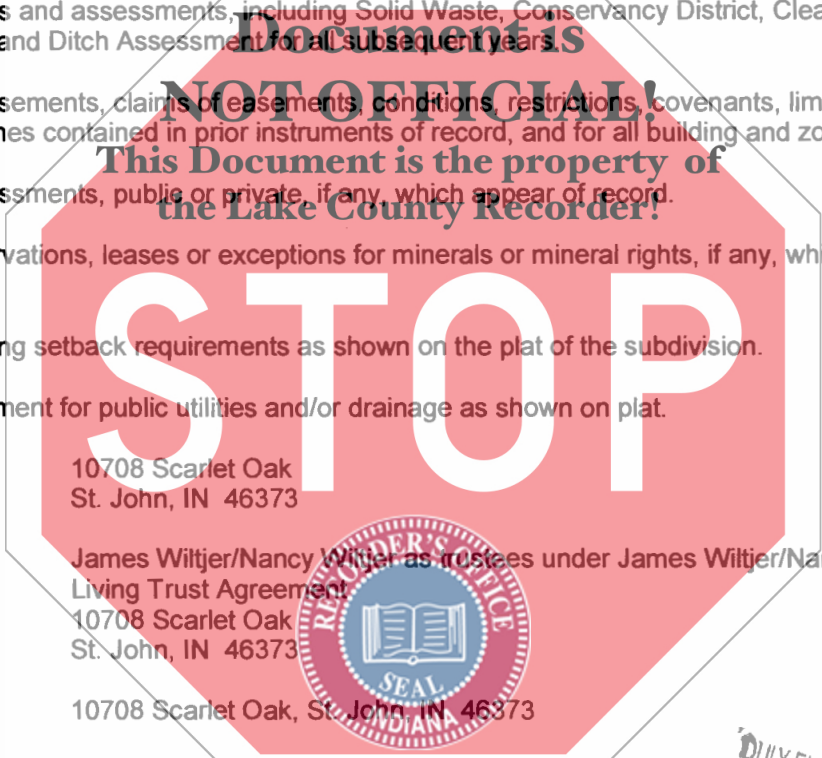 s and assessments, including Solid Waste, Conservancy District, Clea
and Ditch Assessment for all subsequent years.
Document is
NOT OFFICIAL!
sements, claims of easements, conditions, restrictions, covenants, lim
es contained in prior instruments of record, and for all building and zo
This Document is the property of
the Lake County Recorder!
ssments, public or private, if any, which appear of record.
vations, leases or exceptions for minerals or mineral rights, if any, whi
STOP
ng setback requirements as shown on the plat of the subdivision.
ment for public utilities and/or drainage as shown on plat.
10708 Scarlet Oak
St. John, IN 46373
James Wiltjer/Nancy Wiltjer as trustees under James Wiltjer/Na
Living Trust Agreement
10708 Scarlet Oak
St. John, IN 46373
RECORDER'S OFFICE
SEAL
INDIANA
10708 Scarlet Oak, St. John, IN 46373